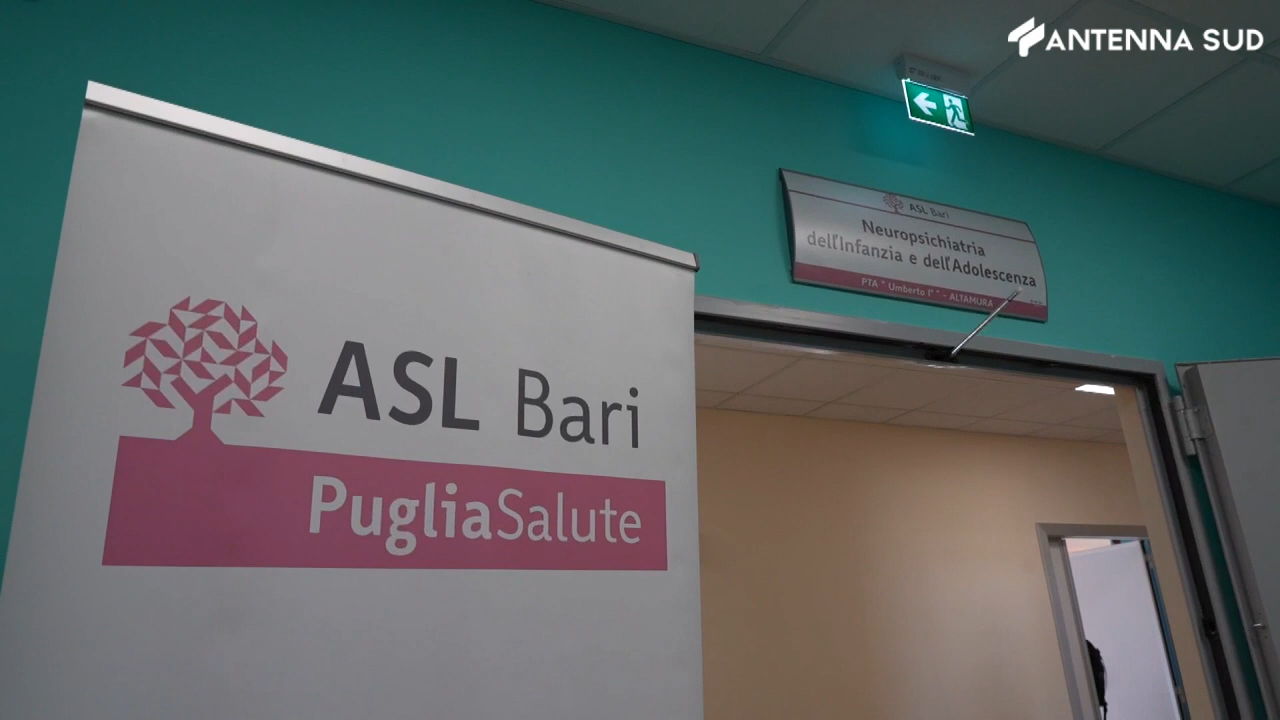 ANTENNA SUD
ASL Bari
Neuropsichiatria
dell'Infanzia e dell'Adolescenza
PTA " Umberto I° " - ALTAMURA
ASL Bari
PugliaSalute